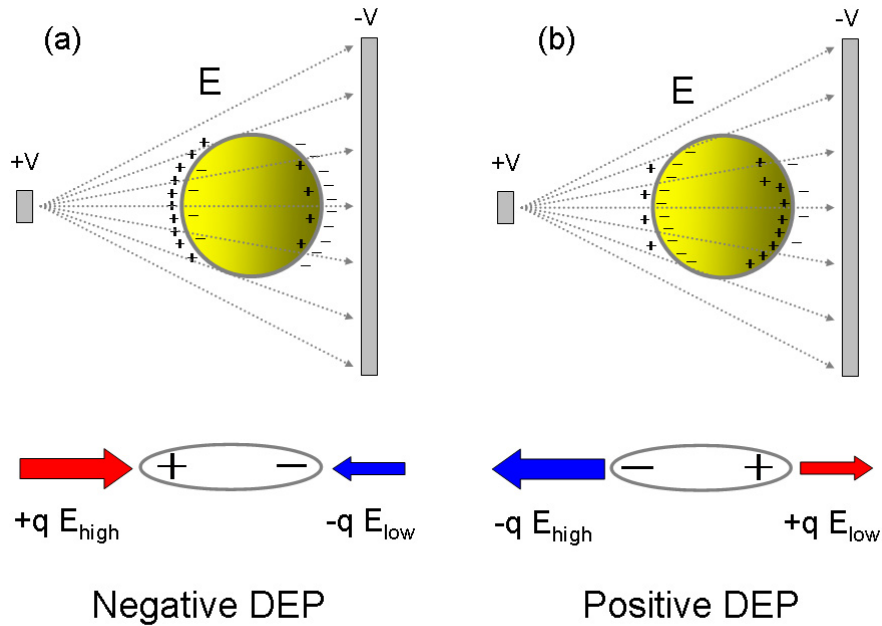 (a)
-V
E
+V
+q E_high
-q E_low
Negative DEP
(b)
-V
E
+V
-q E_high
+q E_low
Positive DEP